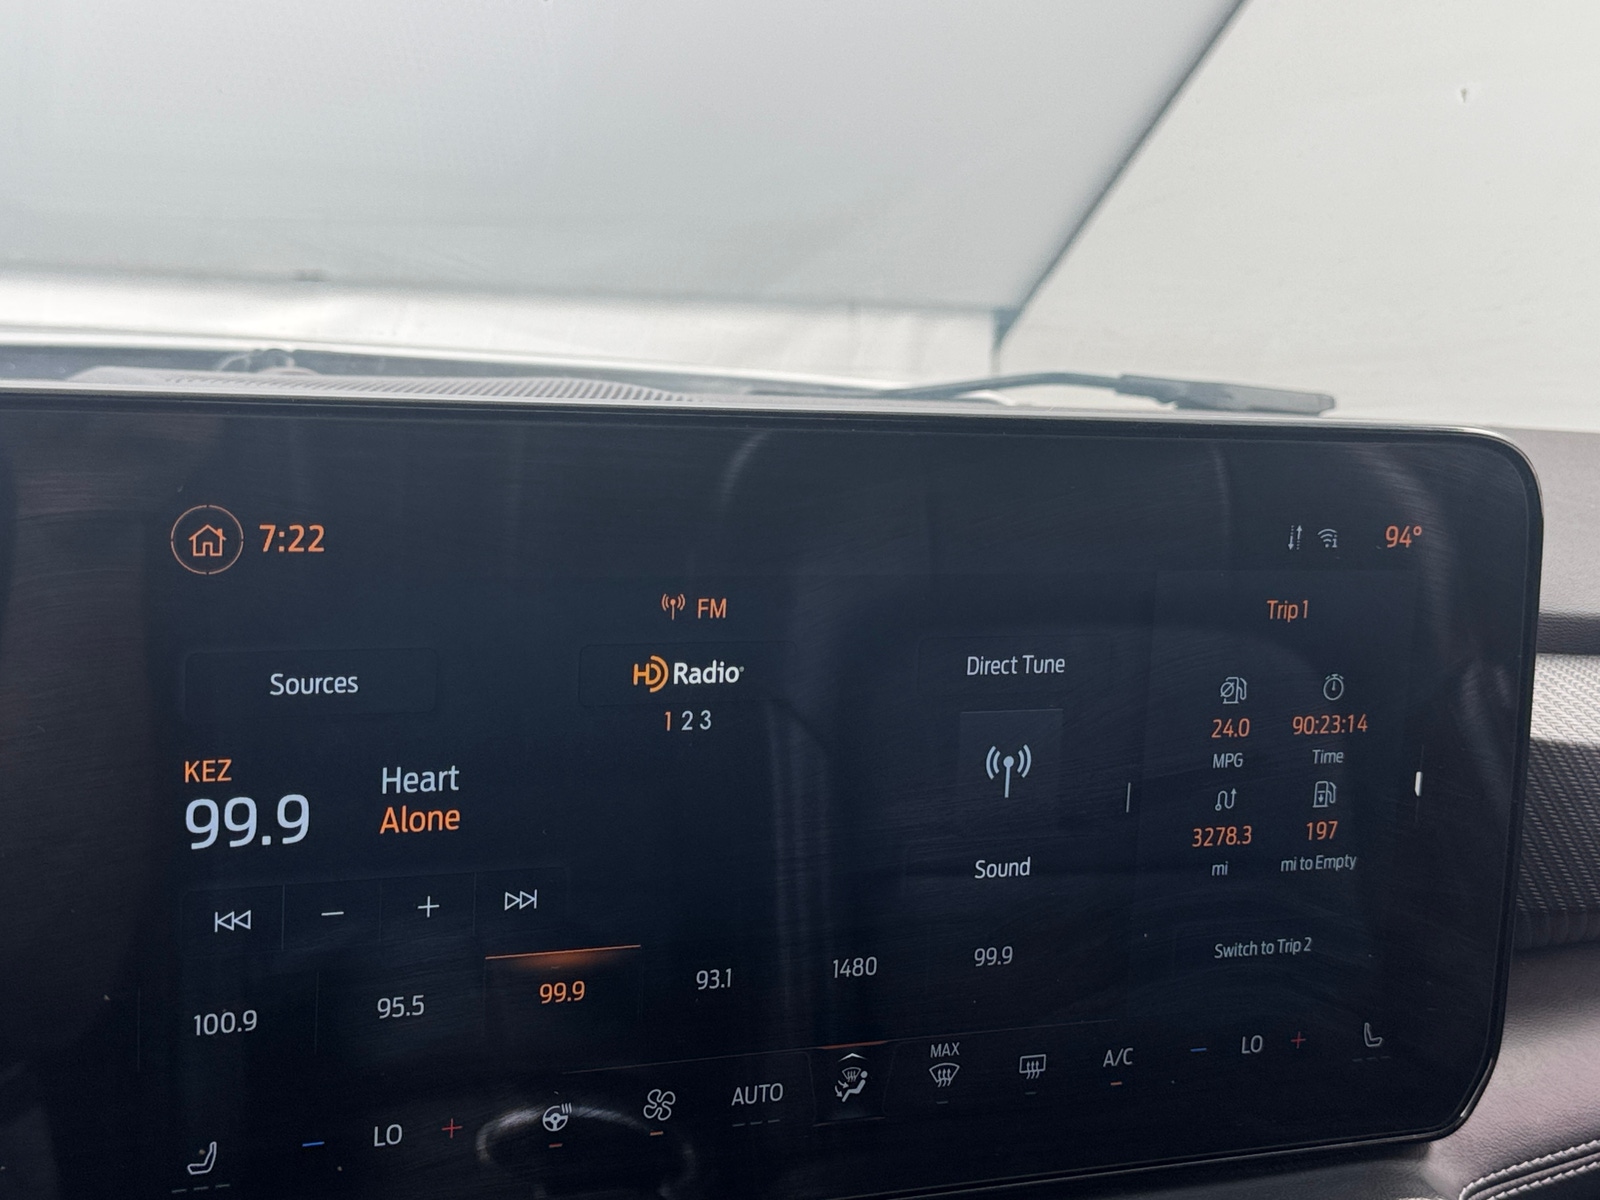 7:22
94°
FM
Trip 1
Sources
HD Radio
Direct Tune
1 2 3
24.0
90:23:14
MPG
Time
KEZ
99.9
Heart
Alone
3278.3
197
mi
mi to Empty
Sound
Switch to Trip 2
100.9
95.5
99.9
93.1
1480
99.9
LO
AUTO
MAX
A/C
LO